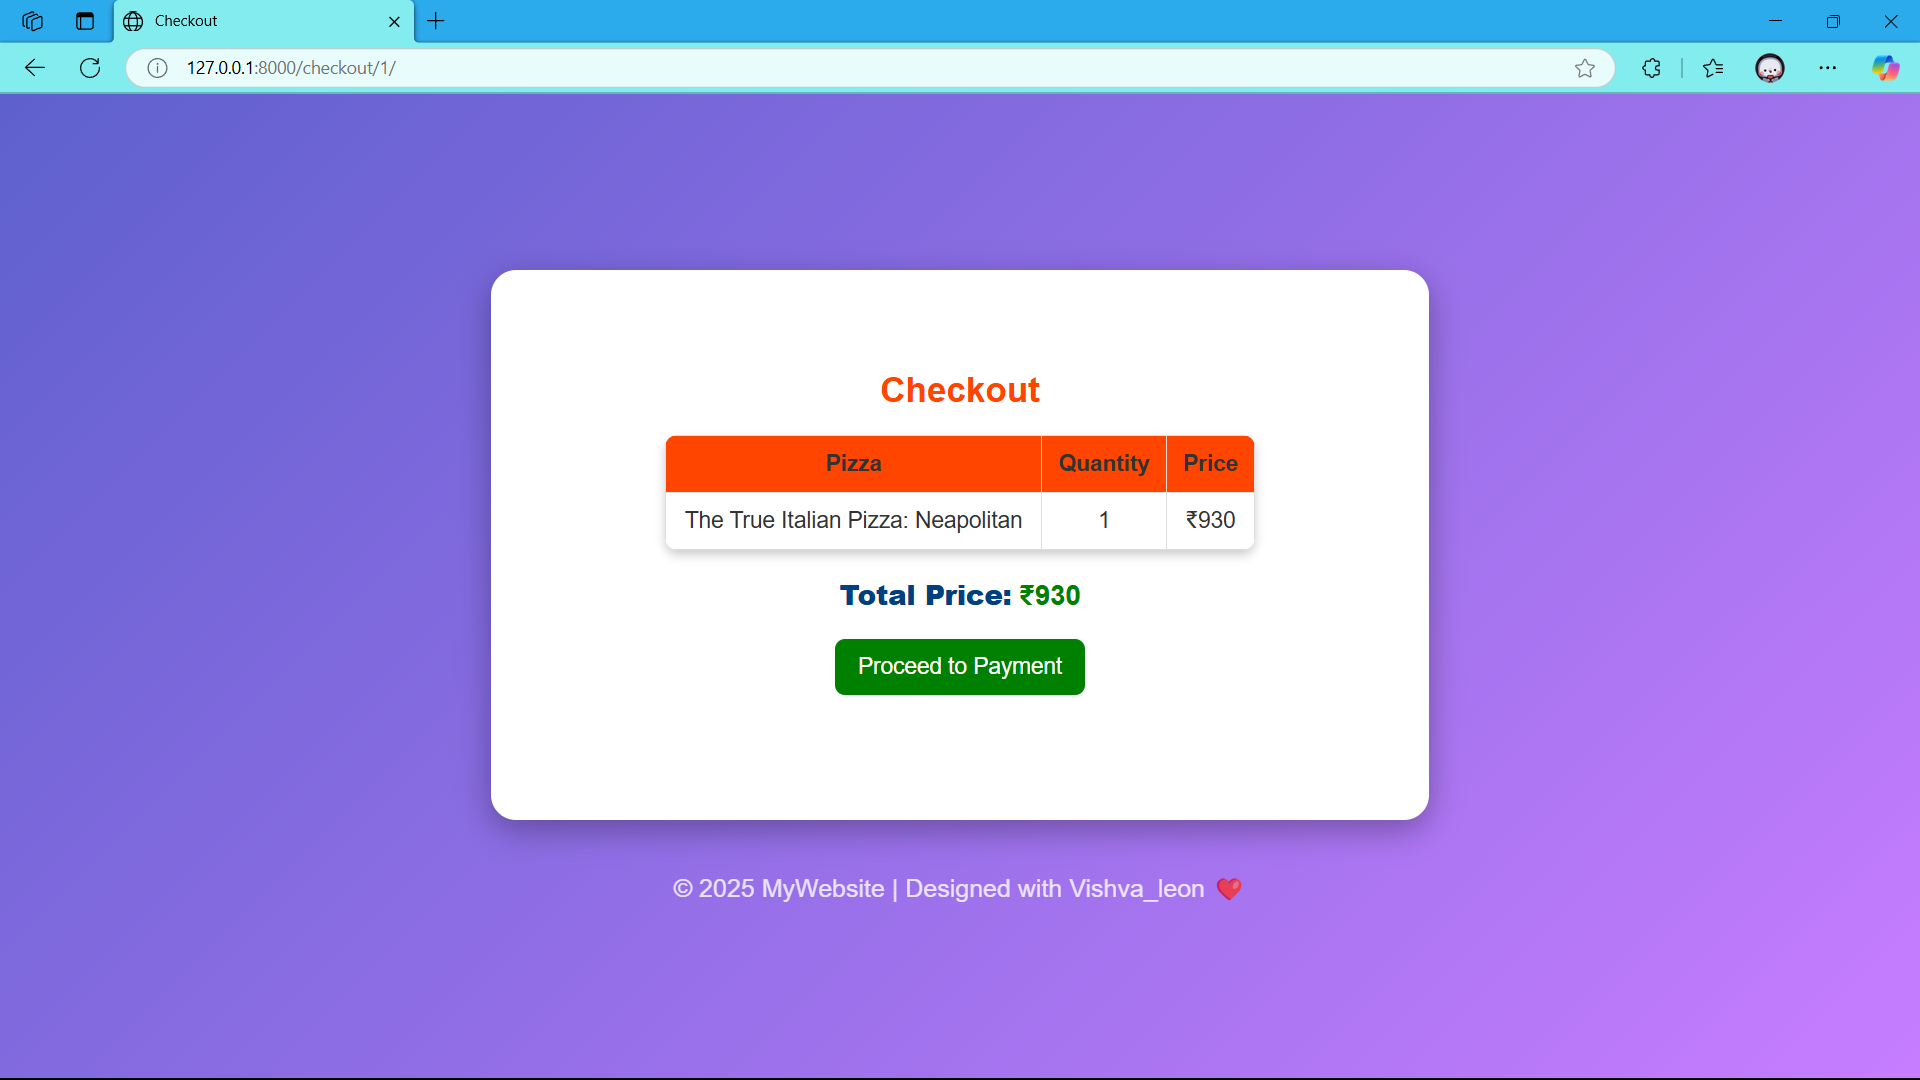 Checkout
127.0.0.1:8000/checkout/1/
Checkout
Pizza Quantity Price
The True Italian Pizza: Neapolitan 1 ₹930
Total Price: ₹930
Proceed to Payment
© 2025 MyWebsite | Designed with Vishva_leon ❤️